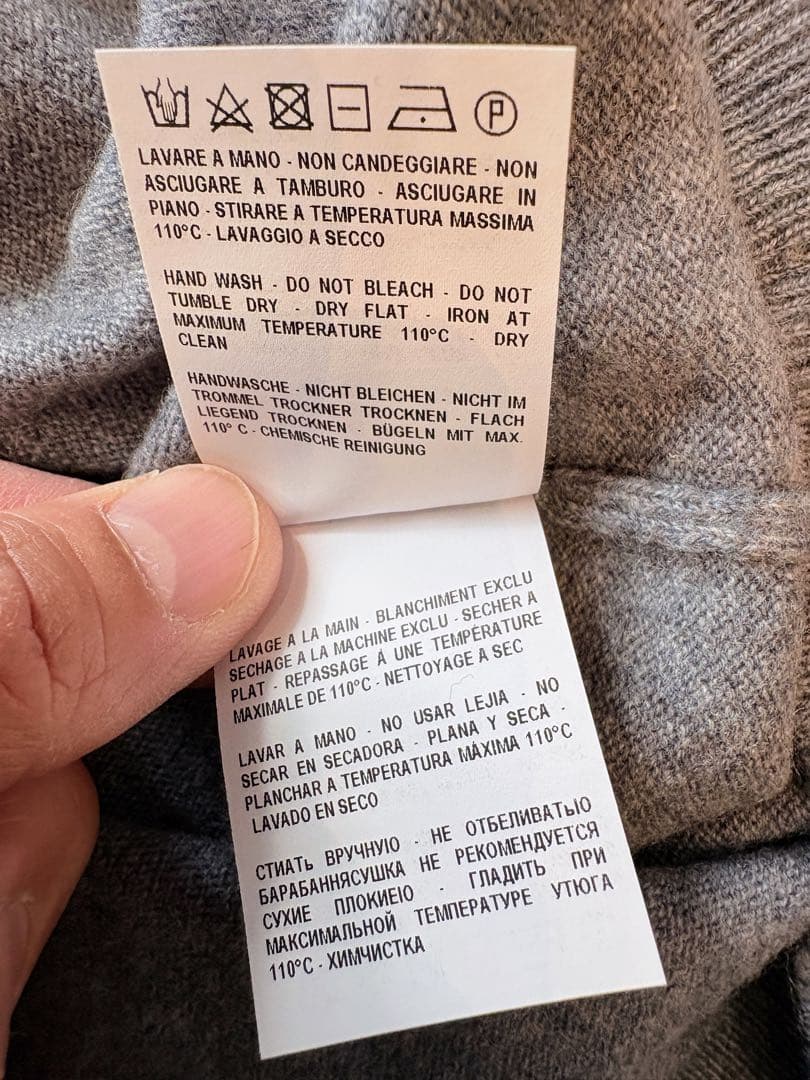 P
LAVARE A MANO - NON CANDEGGIARE - NON
ASCIUGARE A TAMBURO - ASCIUGARE IN
PIANO - STIRARE A TEMPERATURA MASSIMA
110°C - LAVAGGIO A SECCO
HAND WASH - DO NOT BLEACH - DO NOT
TUMBLE DRY - DRY FLAT - IRON AT
MAXIMUM TEMPERATURE 110°C - DRY
CLEAN
HANDWASCHE - NICHT BLEICHEN - NICHT IM
TROMMEL TROCKNER TROCKNEN - FLACH
LIEGEND TROCKNEN - BÜGELN MIT MAX.
110° C - CHEMISCHE REINIGUNG
LAVAGE A LA MAIN - BLANCHIMENT EXCLU
SECHAGE A LA MACHINE EXCLU - SECHER A
PLAT - REPASSAGE À UNE TEMPÉRATURE
MAXIMALE DE 110°C - NETTOYAGE A SEC
LAVAR A MANO - NO USAR LEJIA - NO
SECAR EN SECADORA - PLANA Y SECA -
PLANCHAR A TEMPERATURA MÁXIMA 110°C
LAVADO EN SECO
СТИАТЬ ВРУЧНУЮ - НЕ ОТБЕЛИВАТЬЮ
БАРАБАННЯСУШКА НЕ РЕКОМЕНДУЕТСЯ
СУХИЕ ПЛОКИЕЮ - ГЛАДИТЬ ПРИ
МАКСИМАЛЬНОЙ ТЕМПЕРАТУРЕ УТЮГА
110°C - ХИМЧИСТКА